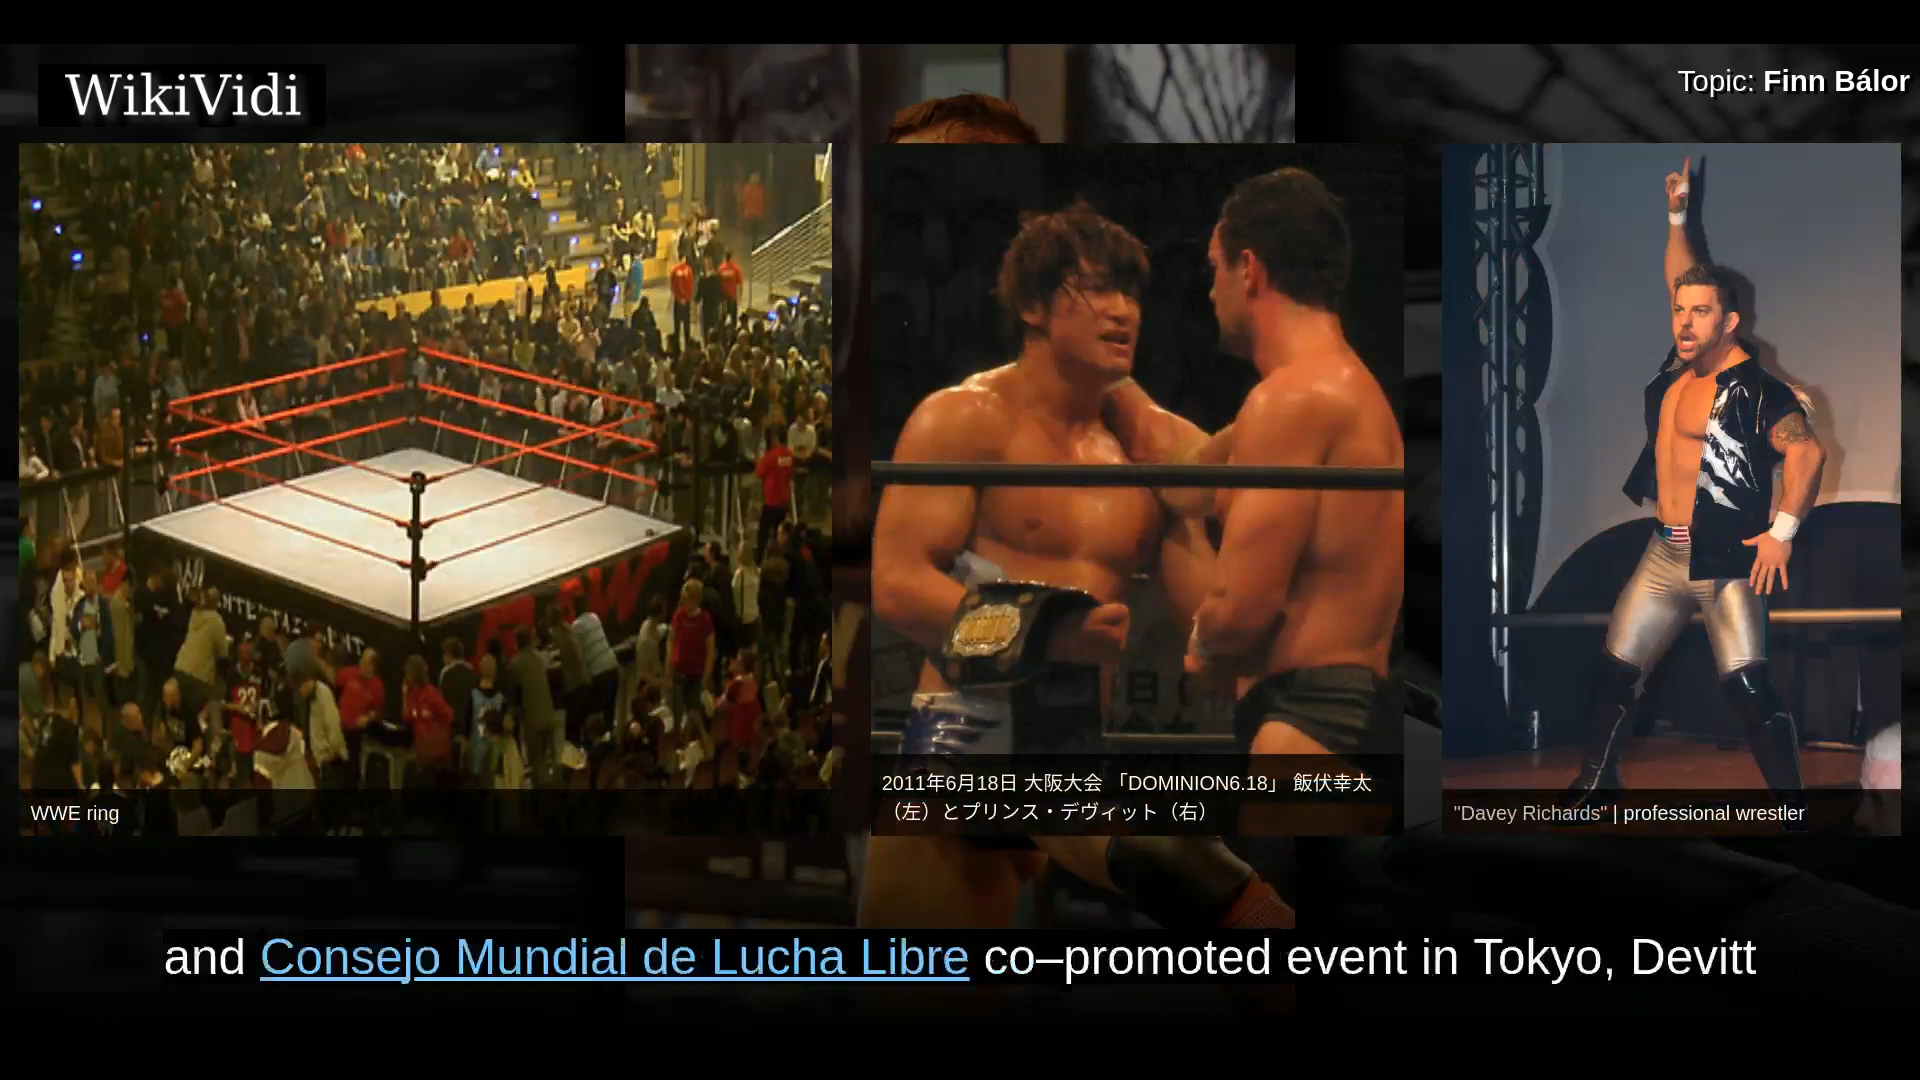 WikiVidi
Topic: Finn Bálor
WWE ring
2011年6月18日 大阪大会 「DOMINION6.18」 飯伏幸太
（左）とプリンス・デヴィット（右）
"Davey Richards" | professional wrestler
and Consejo Mundial de Lucha Libre co–promoted event in Tokyo, Devitt